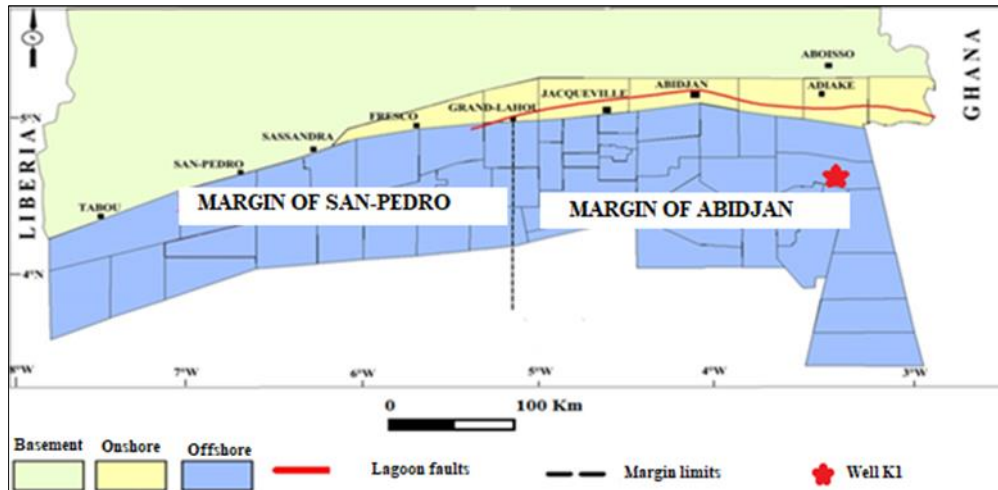 ABOISSO
GHANA
ADIAKE
ABIDJAN
JACQUEVILLE
GRAND-LAHOU
FRESCO
5°N
SASSANDRA
SAN-PEDRO
LIBERIA
TABOU
MARGIN OF SAN-PEDRO
MARGIN OF ABIDJAN
4°N
8°W
7°W
6°W
5°W
4°W
3°W
0 100 Km
Basement Onshore Offshore
Lagoon faults
Margin limits
Well K1